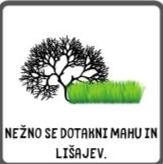 NEŽNO SE DOTAKNI MAHU IN
LIŠAJEV.